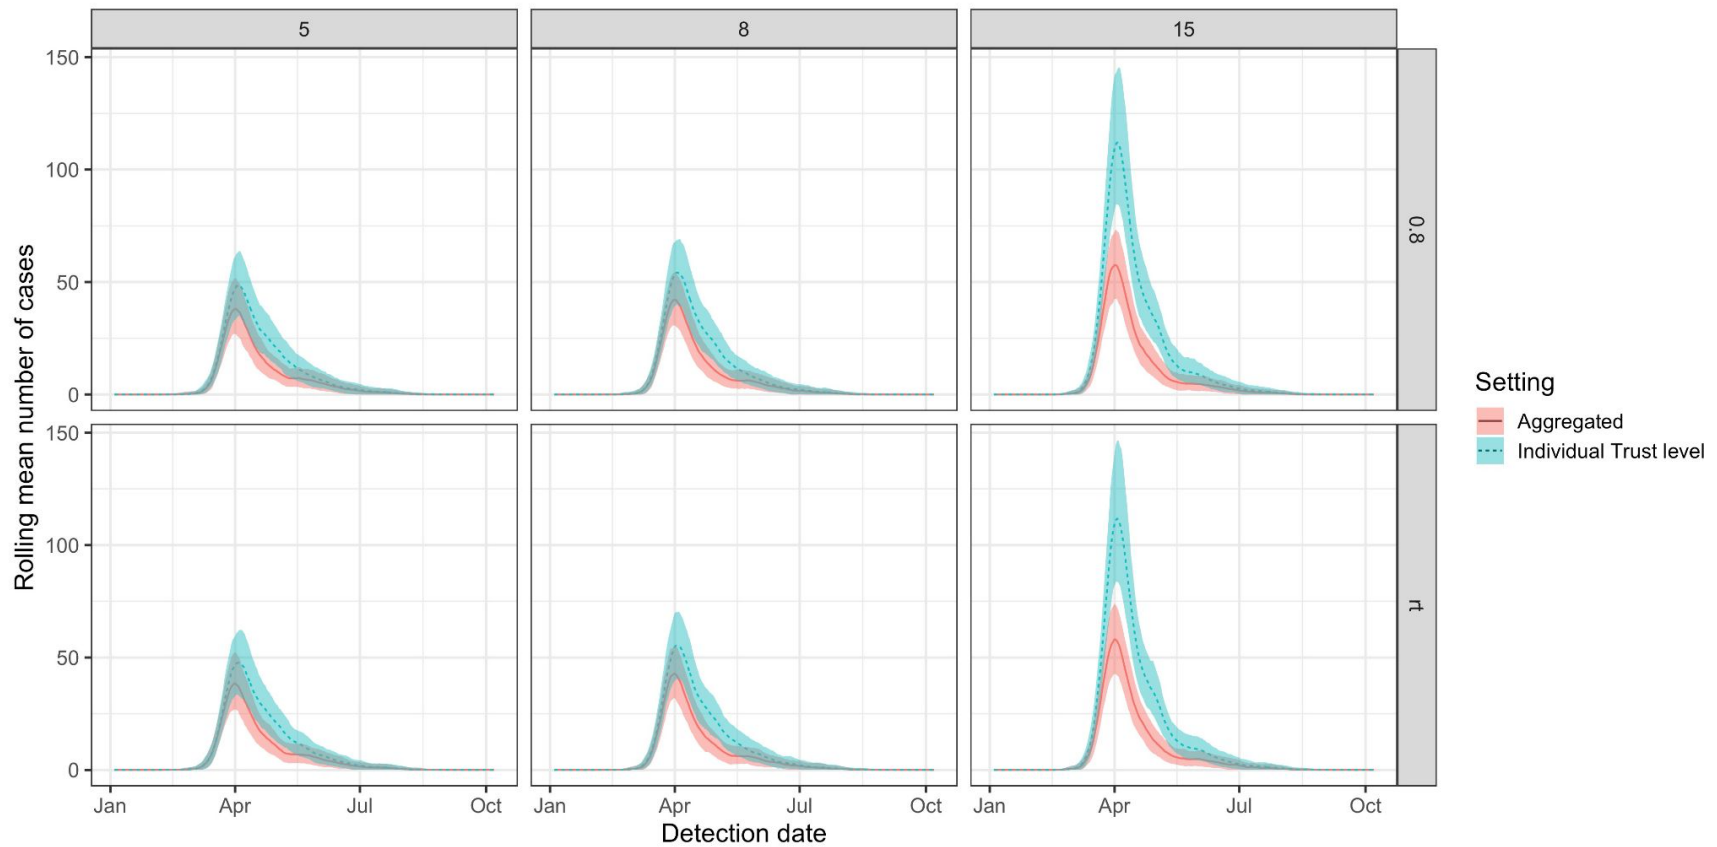 5 8 15
150
100
50
0
0.8
Rolling mean number of cases
150
100
50
0
rt
Jan Apr Jul Oct Jan Apr Jul Oct Jan Apr Jul Oct
Detection date
Setting
Aggregated
Individual Trust level